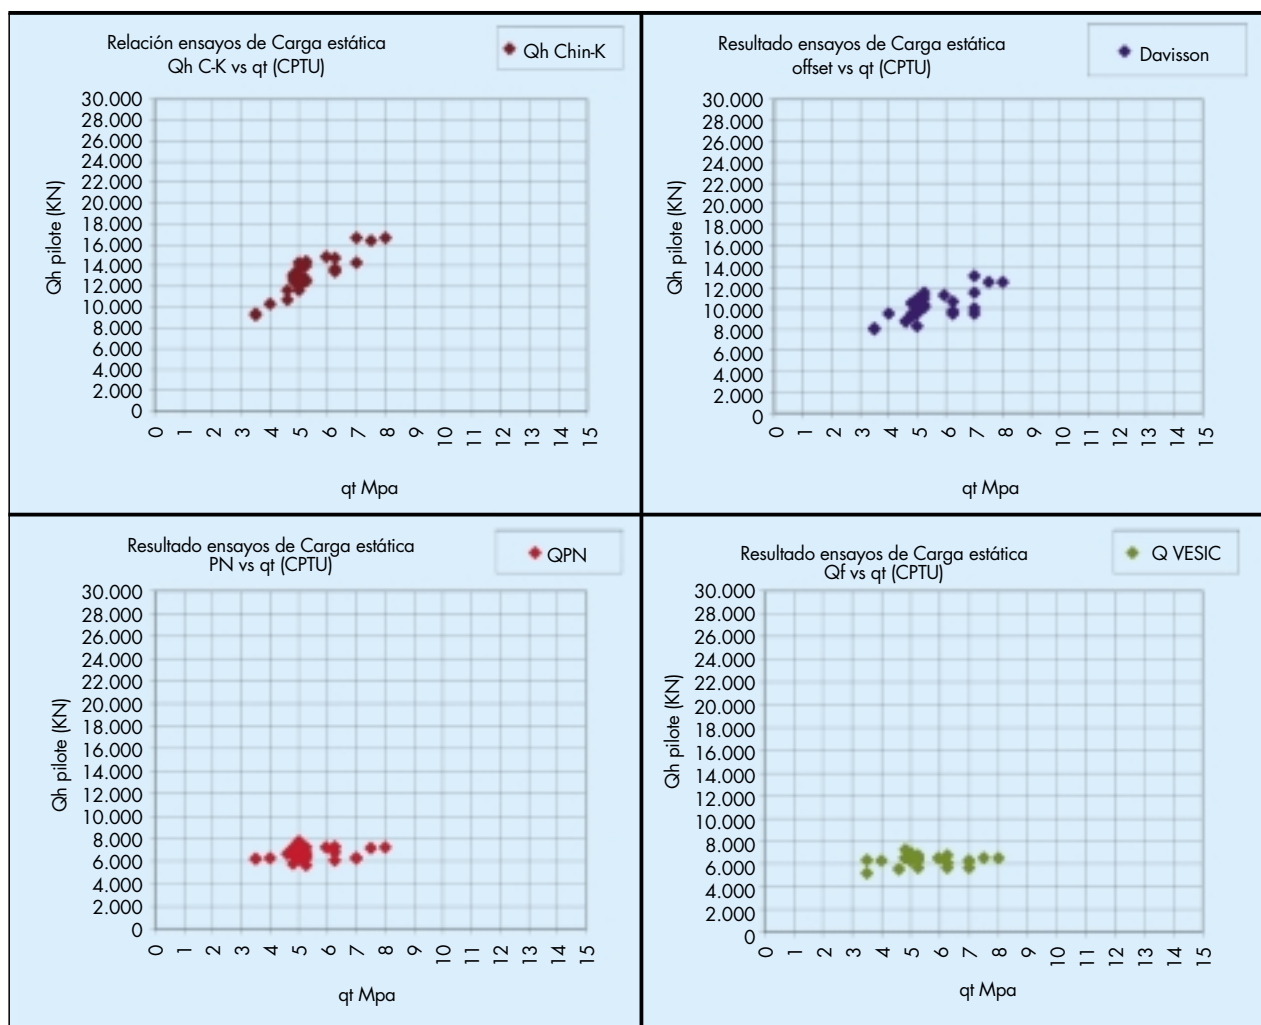 Relación ensayos de Carga estática
Qh C-K vs qt (CPTU)
Qh Chin-K
Qh pilote (KN)
30.000
28.000
26.000
24.000
22.000
20.000
18.000
16.000
14.000
12.000
10.000
8.000
6.000
4.000
2.000
0
0 1 2 3 4 5 6 7 8 9 10 11 12 13 14 15
qt Mpa
Resultado ensayos de Carga estática
offset vs qt (CPTU)
Davisson
Qh pilote (KN)
30.000
28.000
26.000
24.000
22.000
20.000
18.000
16.000
14.000
12.000
10.000
8.000
6.000
4.000
2.000
0
0 1 2 3 4 5 6 7 8 9 10 11 12 13 14 15
qt Mpa
Resultado ensayos de Carga estática
PN vs qt (CPTU)
QPN
Qh pilote (KN)
30.000
28.000
26.000
24.000
22.000
20.000
18.000
16.000
14.000
12.000
10.000
8.000
6.000
4.000
2.000
0
0 1 2 3 4 5 6 7 8 9 10 11 12 13 14 15
qt Mpa
Resultado ensayos de Carga estática
Qf vs qt (CPTU)
Q VESIC
Qh pilote (KN)
30.000
28.000
26.000
24.000
22.000
20.000
18.000
16.000
14.000
12.000
10.000
8.000
6.000
4.000
2.000
0
0 1 2 3 4 5 6 7 8 9 10 11 12 13 14 15
qt Mpa